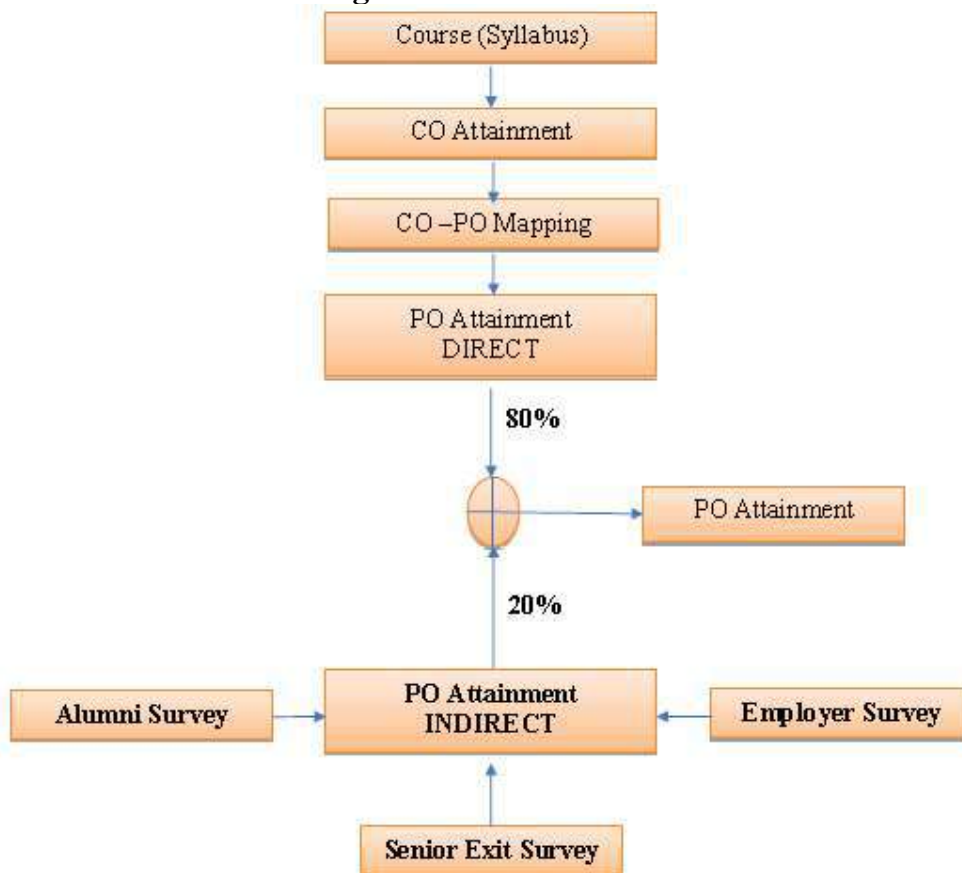 Course (Syllabus)
CO Attainment
CO –PO Mapping
PO Attainment
DIRECT
80%
PO Attainment
20%
PO Attainment
INDIRECT
Alumni Survey
Employer Survey
Senior Exit Survey